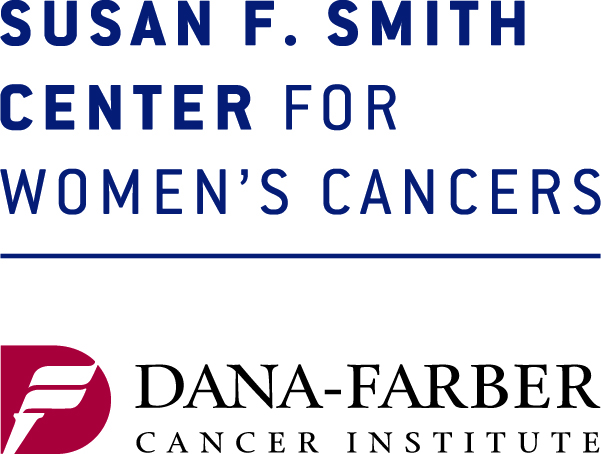 SUSAN F. SMITH
CENTER FOR
WOMEN’S CANCERS
DANA-FARBER
CANCER INSTITUTE